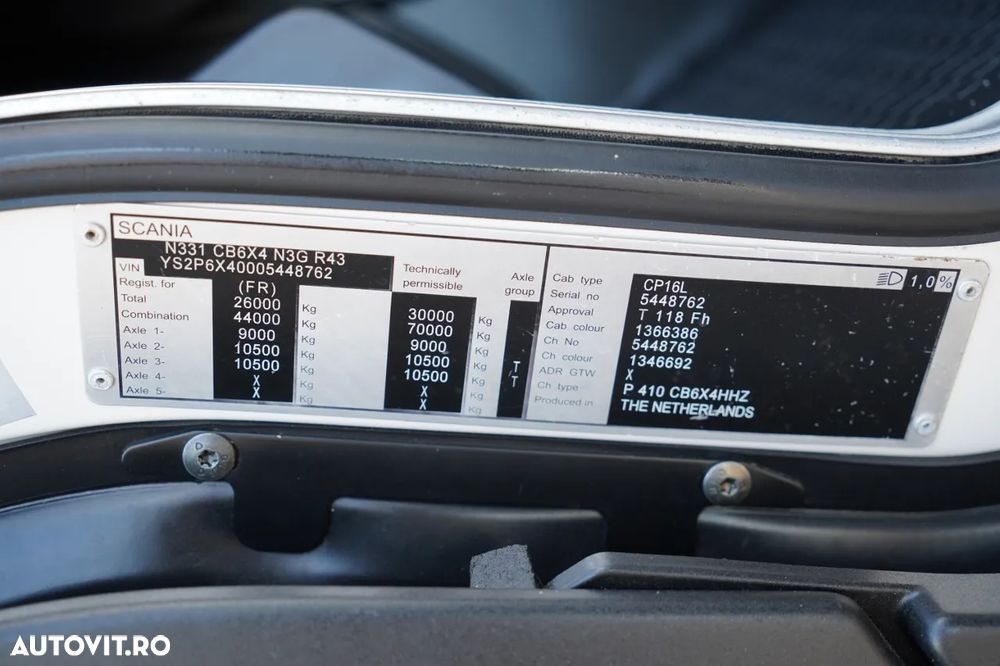 SCANIA
N331 CB6X4 N3G R43
VIN YS2P6X40005448762
Regist. for (FR) Technically permissible Axle group
Total 26000 Kg 30000 Kg
Combination 44000 Kg 70000 Kg
Axle 1- 9000 Kg 9000 Kg
Axle 2- 10500 Kg 10500 Kg T
Axle 3- 10500 Kg 10500 Kg T
Axle 4- X Kg X Kg
Axle 5- X Kg X Kg
Cab type CP16L 1,0%
Serial no 5448762
Approval T 118 Fh
Cab colour 1366386
Ch No 5448762
Ch colour 1346692
ADR GTW X
Ch type P 410 CB6X4HHZ
Produced in THE NETHERLANDS
AUTOVIT.RO